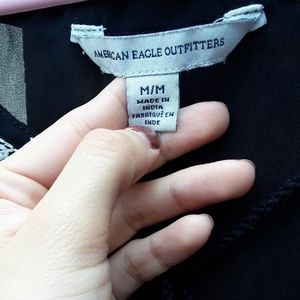 AMERICAN EAGLE OUTFITTERS
M/M
MADE IN
INDIA
FABRIQUÉ EN
INDE